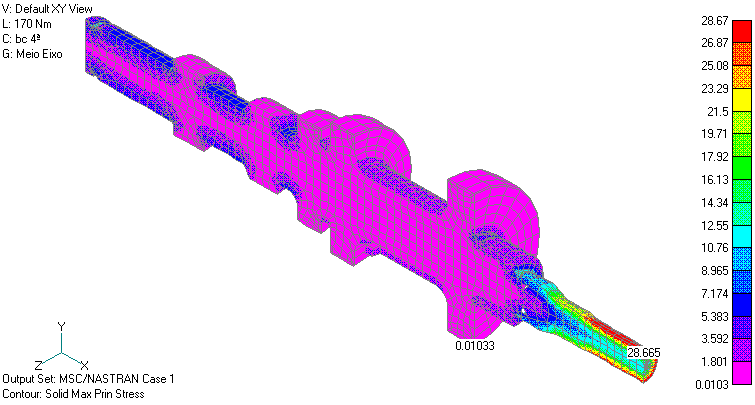 V: Default XY View
L: 170 Nm
C: bc 4ª
G: Meio Eixo
28.67
26.87
25.08
23.29
21.5
19.71
17.92
16.13
14.34
12.55
10.76
8.965
7.174
5.383
3.592
1.801
0.0103
0.01033
28.665
Y
Z
X
Output Set: MSC/NASTRAN Case 1
Contour: Solid Max Prin Stress